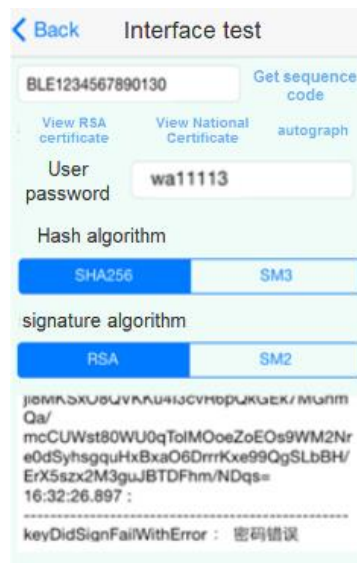 Back Interface test
BLE1234567890130
Get sequence
code
View RSA
certificate
View National
Certificate
autograph
User
password
wa11113
Hash algorithm
SHA256 SM3
signature algorithm
RSA SM2
Qa/
mcCUWst80WU0qTolMOoeZoEOs9WM2Nr
e0dSyhsgquHxBxaO6DrrrKxe99QgSLbBH/
ErX5szx2M3guJBTDFhm/NDqs=
16:32:26.897 :
------------------------------------------------
keyDidSignFailWithError : 密码错误